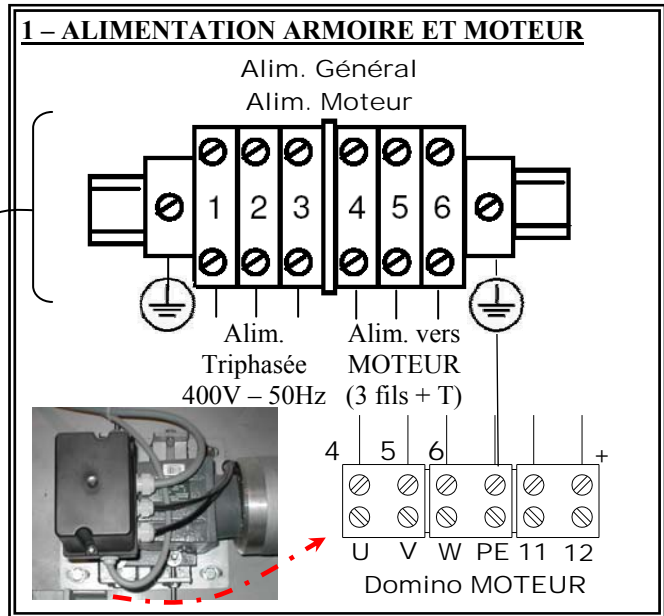 1 – ALIMENTATION ARMOIRE ET MOTEUR
Alim. Général
Alim. Moteur
1 2 3 4 5 6
Alim. Triphasée 400V – 50Hz
Alim. vers MOTEUR (3 fils + T)
4 5 6 +
U V W PE 11 12
Domino MOTEUR